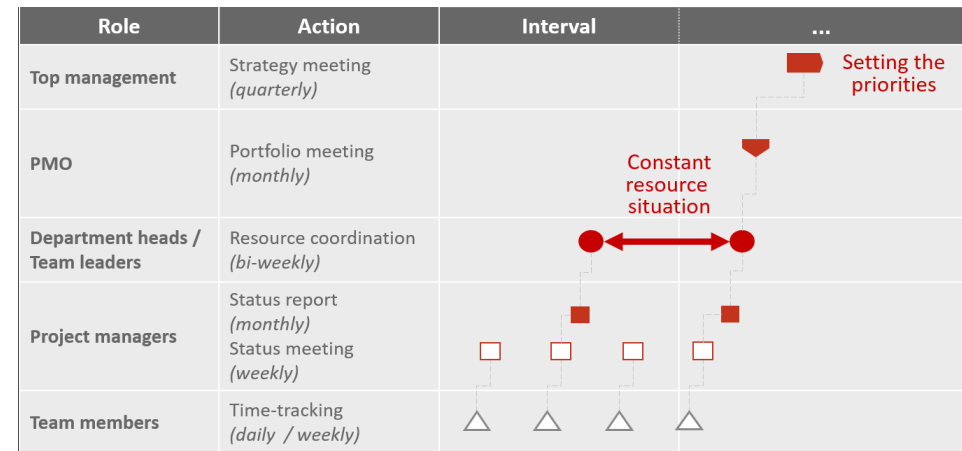 Role Action Interval ...
Top management
Strategy meeting
(quarterly)
Setting the
priorities
PMO
Portfolio meeting
(monthly)
Constant
resource
situation
Department heads /
Team leaders
Resource coordination
(bi-weekly)
Project managers
Status report
(monthly)
Status meeting
(weekly)
Team members
Time-tracking
(daily / weekly)